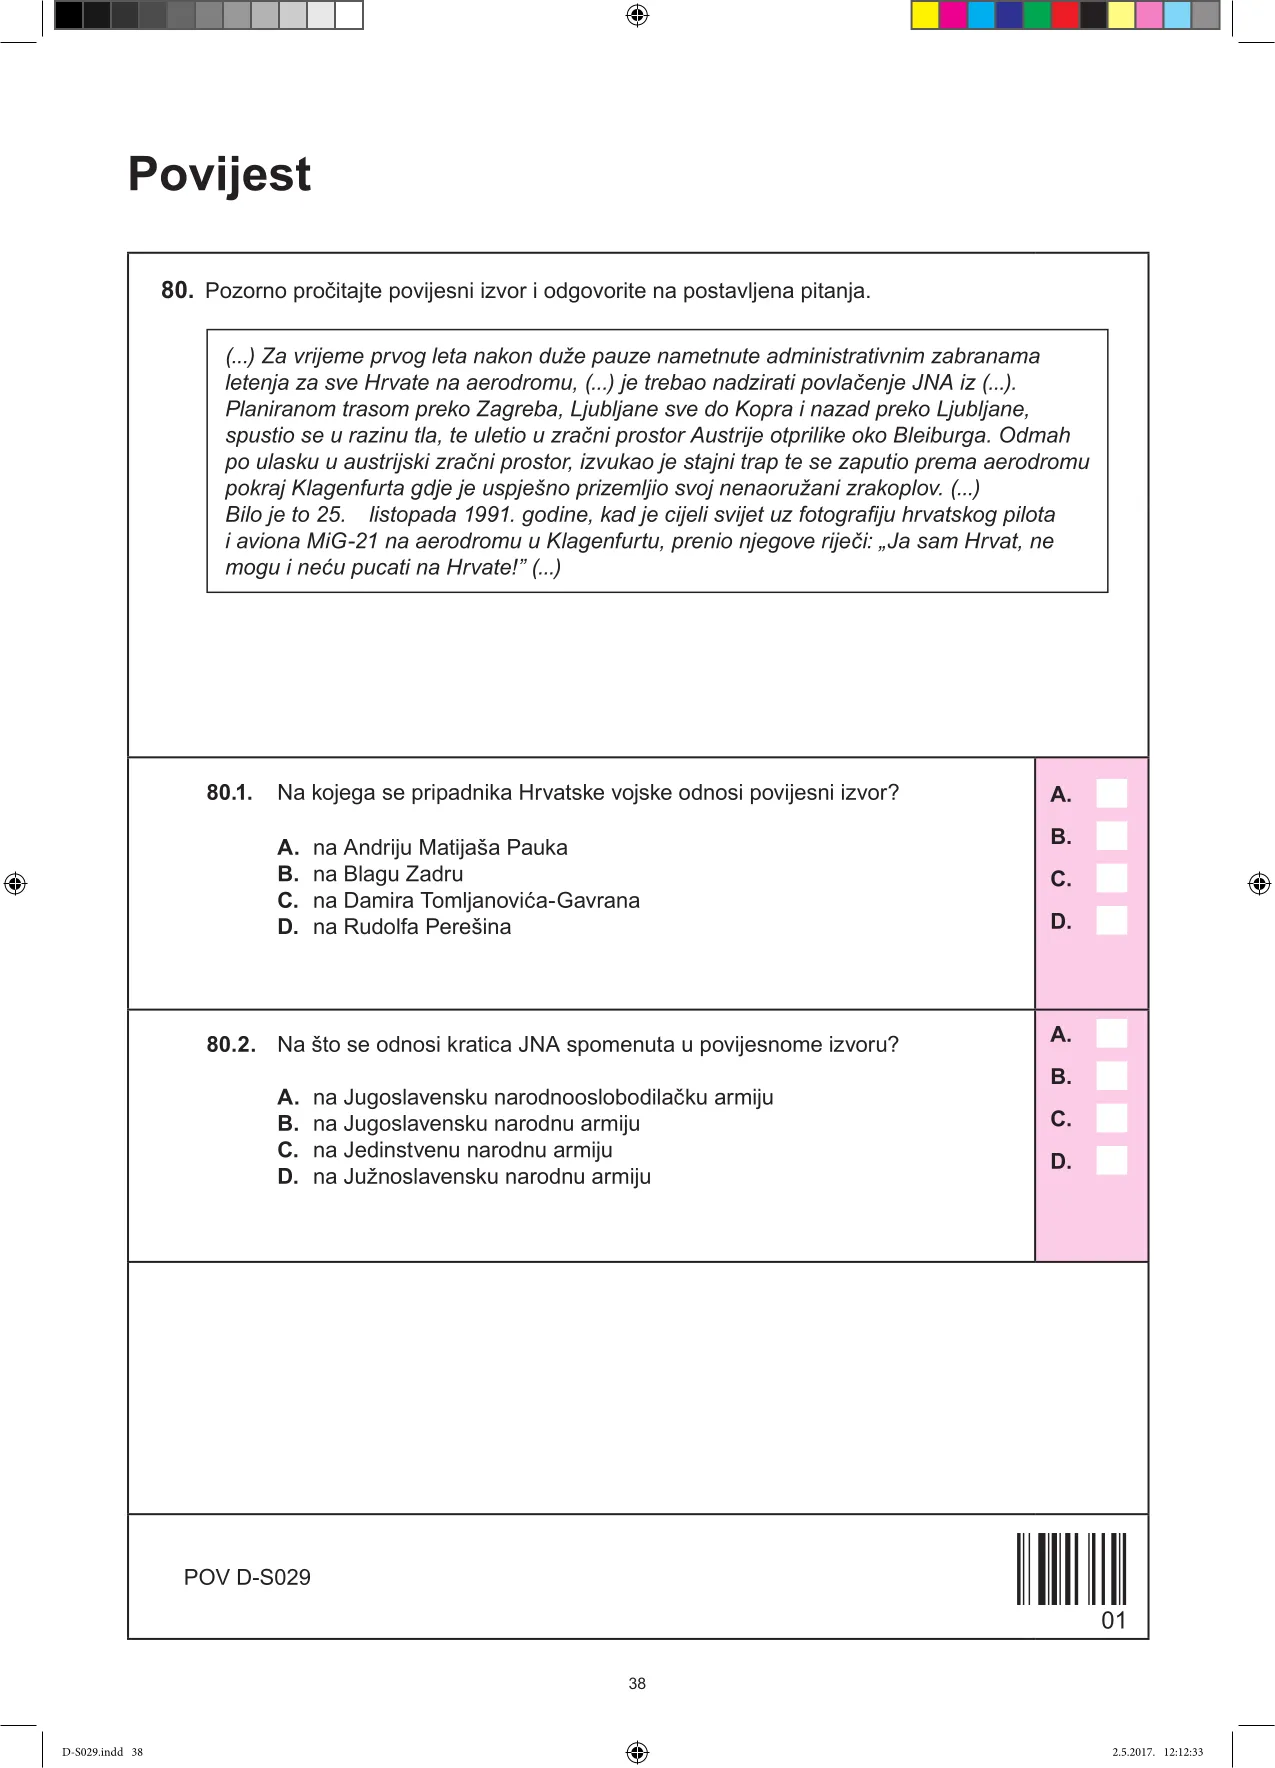 Povijest
80. Pozorno pročitajte povijesni izvor i odgovorite na postavljena pitanja.
(...) Za vrijeme prvog leta nakon duže pauze nametnute administrativnim zabranama
letenja za sve Hrvate na aerodromu, (...) je trebao nadzirati povlačenje JNA iz (...).
Planiranom trasom preko Zagreba, Ljubljane sve do Kopra i nazad preko Ljubljane,
spustio se u razinu tla, te uletio u zračni prostor Austrije otprilike oko Bleiburga. Odmah
po ulasku u austrijski zračni prostor, izvukao je stajni trap te se zaputio prema aerodromu
pokraj Klagenfurta gdje je uspješno prizemljio svoj nenaoružani zrakoplov. (...)
Bilo je to 25. listopada 1991. godine, kad je cijeli svijet uz fotografiju hrvatskog pilota
i aviona MiG-21 na aerodromu u Klagenfurtu, prenio njegove riječi: „Ja sam Hrvat, ne
mogu i neću pucati na Hrvate!” (...)
80.1. Na kojega se pripadnika Hrvatske vojske odnosi povijesni izvor?
A. na Andriju Matijaša Pauka
B. na Blagu Zadru
C. na Damira Tomljanovića-Gavrana
D. na Rudolfa Perešina
A.
B.
C.
D.
80.2. Na što se odnosi kratica JNA spomenuta u povijesnome izvoru?
A. na Jugoslavensku narodnooslobodilačku armiju
B. na Jugoslavensku narodnu armiju
C. na Jedinstvenu narodnu armiju
D. na Južnoslavensku narodnu armiju
A.
B.
C.
D.
POV D-S029
01
38
D-S029.indd 38
2.5.2017. 12:12:33